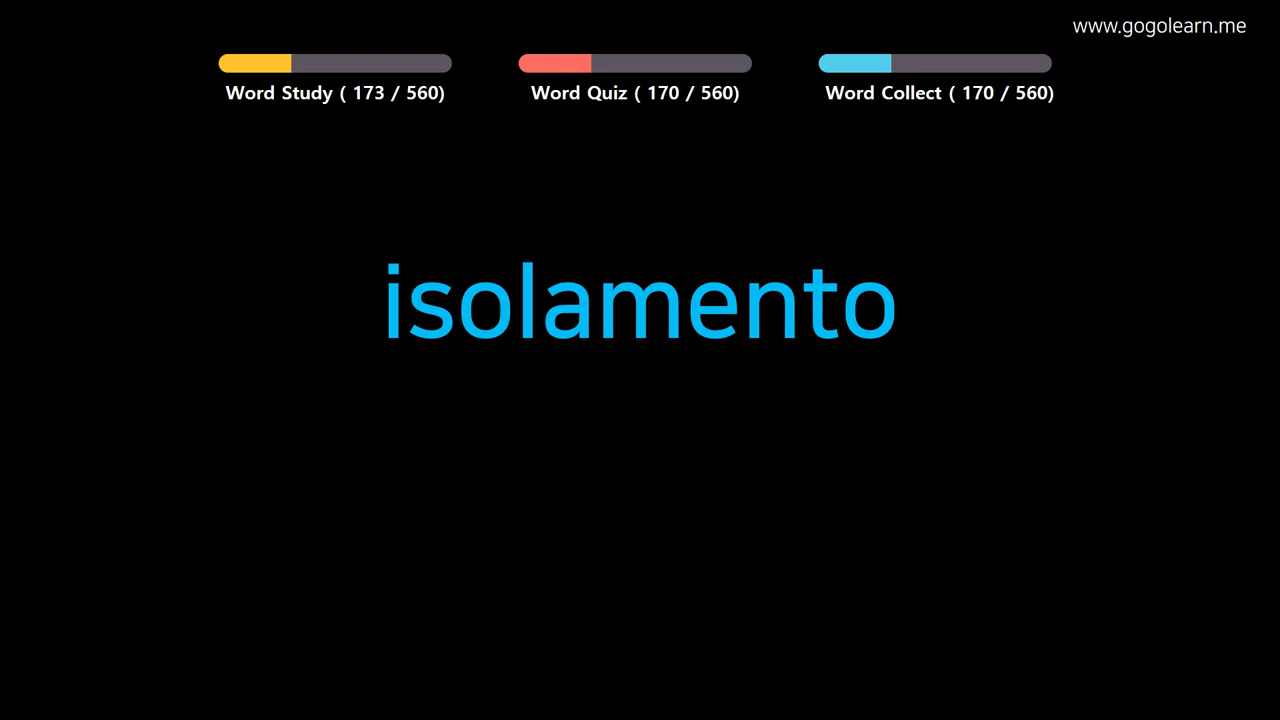 www.gogolearn.me
Word Study ( 173 / 560)
Word Quiz ( 170 / 560)
Word Collect ( 170 / 560)
isolamento